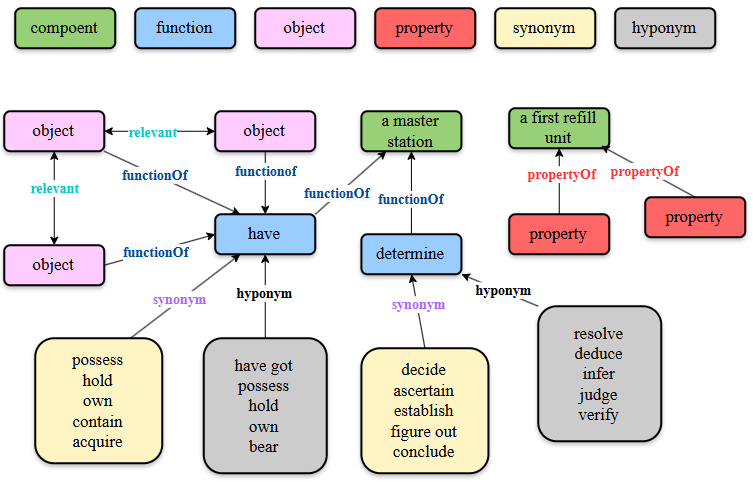 compoent
function
object
property
synonym
hyponym
object
relevant
object
a master
station
a first refill
unit
relevant
functionOf
functionof
functionOf
functionOf
propertyOf
propertyOf
object
functionOf
have
determine
property
property
synonym
hyponym
synonym
hyponym
possess
hold
own
contain
acquire
have got
possess
hold
own
bear
decide
ascertain
establish
figure out
conclude
resolve
deduce
infer
judge
verify